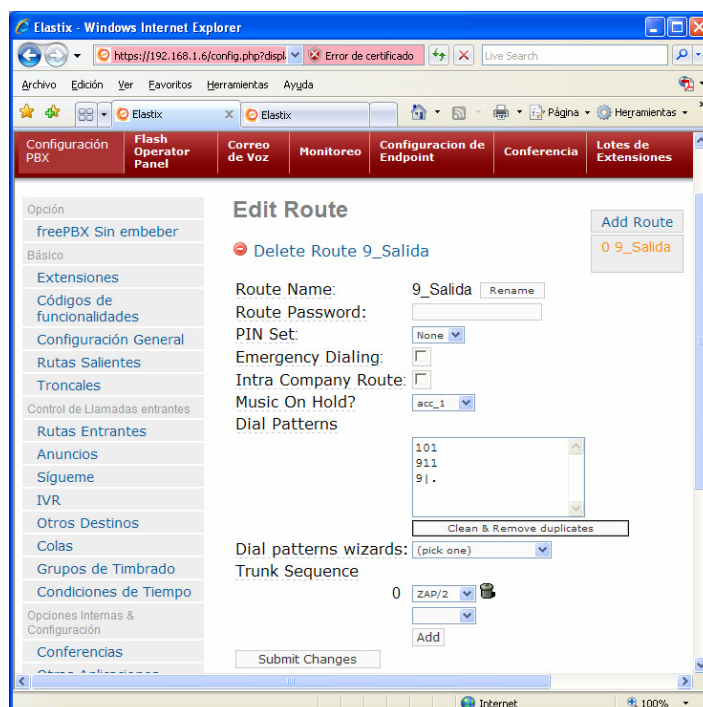 Elastix - Windows Internet Explorer
https://192.168.1.6/config.php?displ
Error de certificado
Live Search
Archivo Edición Ver Favoritos Herramientas Ayuda
Elastix
Elastix
Página
Herramientas
Configuración PBX
Flash Operator Panel
Correo de Voz
Monitoreo
Configuracion de Endpoint
Conferencia
Lotes de Extensiones
Opción
freePBX Sin embeber
Básico
Extensiones
Códigos de
funcionalidades
Configuración General
Rutas Salientes
Troncales
Control de Llamadas entrantes
Rutas Entrantes
Anuncios
Sígueme
IVR
Otros Destinos
Colas
Grupos de Timbrado
Condiciones de Tiempo
Opciones Internas &
Configuración
Conferencias
Otras Aplicaciones
Edit Route
Delete Route 9_Salida
Add Route
0 9_Salida
Route Name: 9_Salida Rename
Route Password:
PIN Set: None
Emergency Dialing:
Intra Company Route:
Music On Hold? acc_1
Dial Patterns
101
911
9|.
Clean & Remove duplicates
Dial patterns wizards: (pick one)
Trunk Sequence
0 ZAP/2
Add
Submit Changes
Internet
100%